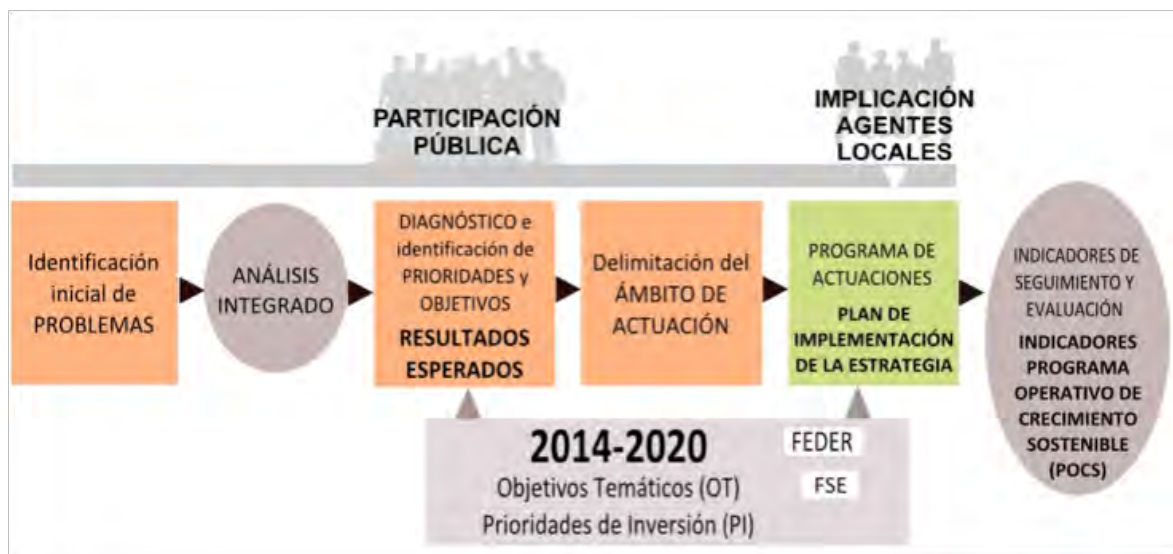 PARTICIPACIÓN
PÚBLICA
IMPLICACIÓN
AGENTES
LOCALES
Identificación
inicial de
PROBLEMAS
ANÁLISIS
INTEGRADO
DIAGNÓSTICO e
identificación de
PRIORIDADES y
OBJETIVOS
RESULTADOS
ESPERADOS
Delimitación del
ÁMBITO DE
ACTUACIÓN
PROGRAMA DE
ACTUACIONES
PLAN DE
IMPLEMENTACIÓN
DE LA ESTRATEGIA
INDICADORES DE
SEGUIMIENTO Y
EVALUACIÓN
INDICADORES
PROGRAMA
OPERATIVO DE
CRECIMIENTO
SOSTENIBLE
(POCS)
2014-2020
Objetivos Temáticos (OT)
Prioridades de Inversión (PI)
FEDER
FSE